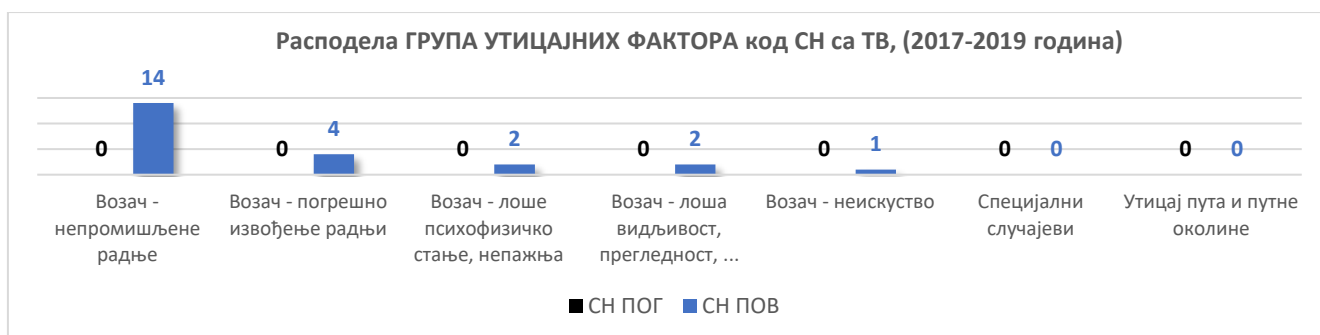 Расподела ГРУПА УТИЦАЈНИХ ФАКТОРА код СН са ТВ, (2017-2019 година)
0 14 0 4 0 2 0 2 0 1 0 0 0 0
Возач -
непромишљене
радње
Возач - погрешно
извођење радњи
Возач - лоше
психофизичко
стање, непажња
Возач - лоша
видљивост,
прегледност, ...
Возач - неискуство
Специјални
случајеви
Утицај пута и путне
околине
СН ПОГ СН ПОВ